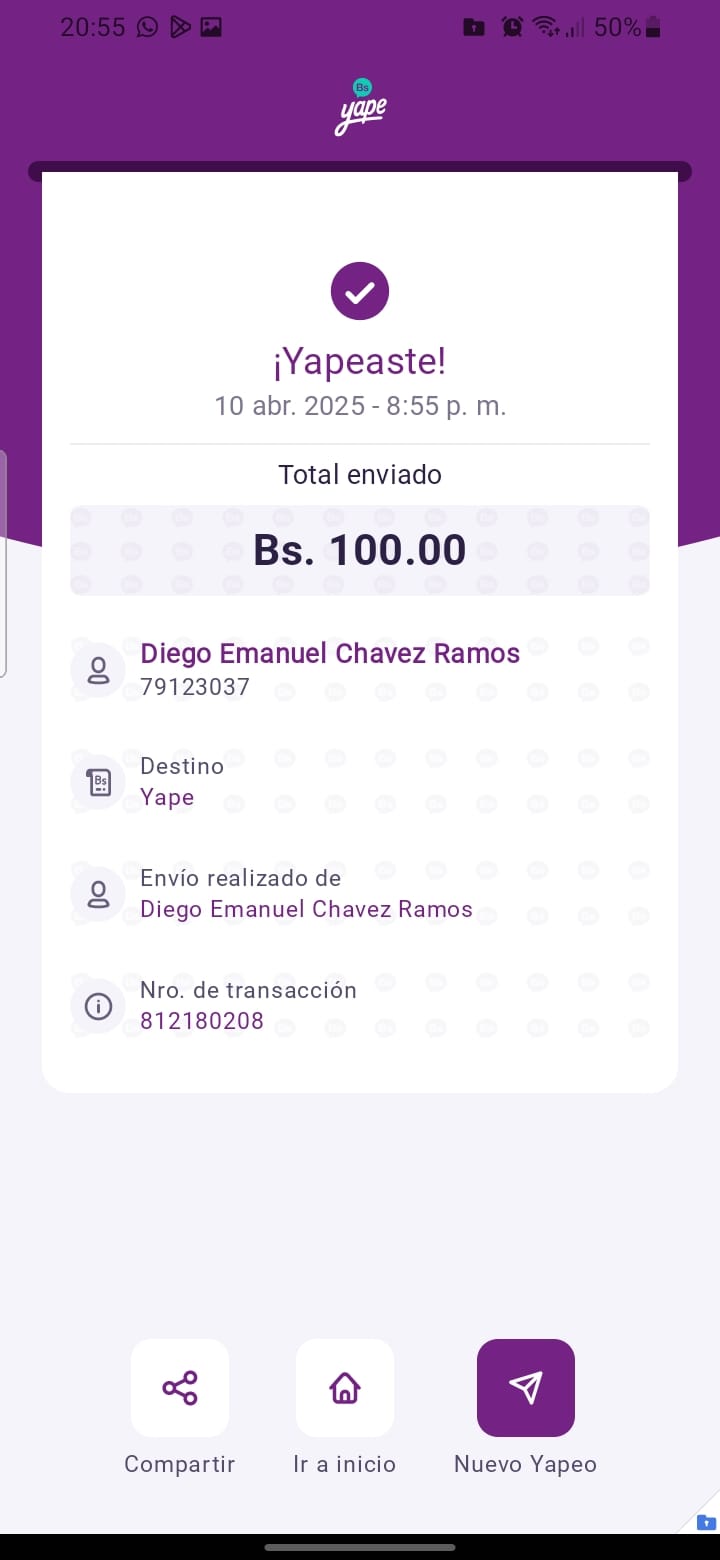 20:55 50%
Bs
yape
¡Yapeaste!
10 abr. 2025 - 8:55 p. m.
Total enviado
Bs. 100.00
Diego Emanuel Chavez Ramos
79123037
Destino
Bs
Yape
Envío realizado de
Diego Emanuel Chavez Ramos
Nro. de transacción
812180208
Compartir Ir a inicio Nuevo Yapeo